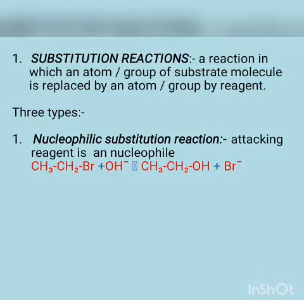 1. SUBSTITUTION REACTIONS:- a reaction in
which an atom / group of substrate molecule
is replaced by an atom / group by reagent.
Three types:-
1. Nucleophilic substitution reaction:- attacking
reagent is an nucleophile
CH₃-CH₂-Br +OH⁻ CH₃-CH₂-OH + Br⁻
InShOt